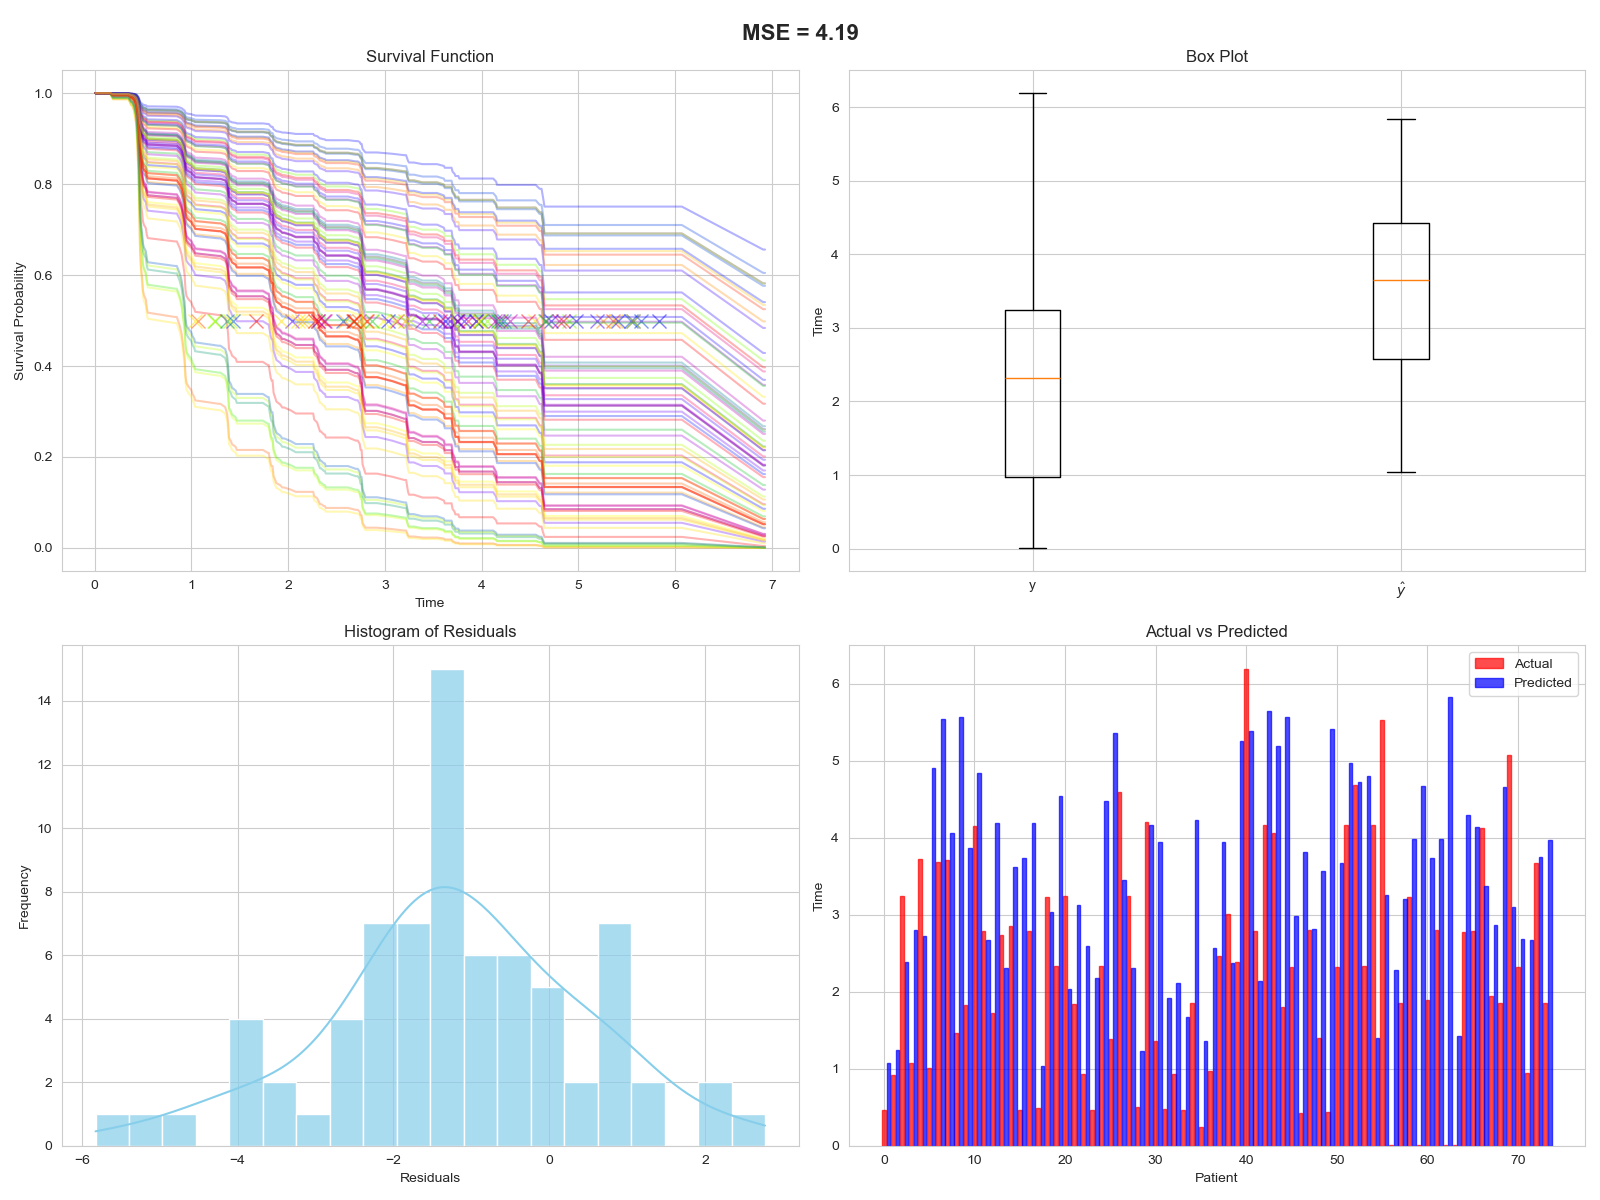 MSE = 4.19
Survival Function
1.0
0.8
0.6
0.4
0.2
0.0
Survival Probability
0 1 2 3 4 5 6 7
Time
Box Plot
6
5
4
3
2
1
0
Time
y ŷ
Histogram of Residuals
14
12
10
8
6
4
2
0
Frequency
−6 −4 −2 0 2
Residuals
Actual vs Predicted
Actual
Predicted
6
5
4
3
2
1
0
Time
0 10 20 30 40 50 60 70
Patient